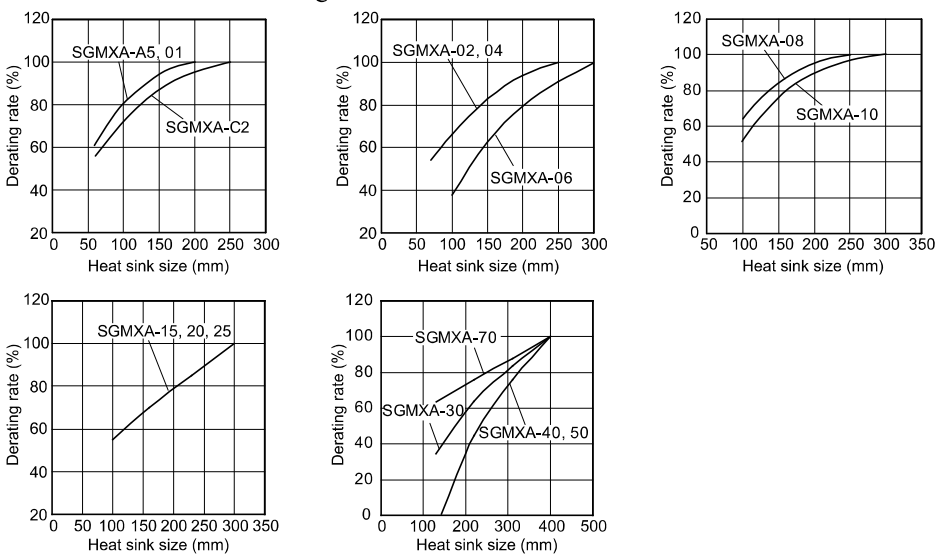 120
100
80
60
40
20
0 50 100 150 200 250 300
Derating rate (%)
Heat sink size (mm)
SGMXA-A5, 01
SGMXA-C2
120
100
80
60
40
20
0 50 100 150 200 250 300
Derating rate (%)
Heat sink size (mm)
SGMXA-02, 04
SGMXA-06
120
100
80
60
40
20
0
50 100 150 200 250 300 350
Derating rate (%)
Heat sink size (mm)
SGMXA-08
SGMXA-10
120
100
80
60
40
20
0 50 100 150 200 250 300 350
Derating rate (%)
Heat sink size (mm)
SGMXA-15, 20, 25
120
100
80
60
40
20
0
0 100 200 300 400 500
Derating rate (%)
Heat sink size (mm)
SGMXA-70
SGMXA-30
SGMXA-40, 50